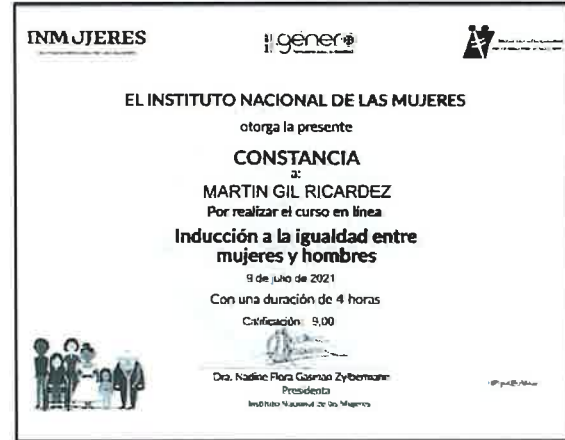 INMUJERES
género
EL INSTITUTO NACIONAL DE LAS MUJERES
otorga la presente
CONSTANCIA
a:
MARTIN GIL RICARDEZ
Por realizar el curso en línea
Inducción a la igualdad entre
mujeres y hombres
9 de julio de 2021
Con una duración de 4 horas
Calificación: 9,00
Dra. Nadine Flora Gasman Zylbermann
Presidenta
Instituto Nacional de las Mujeres